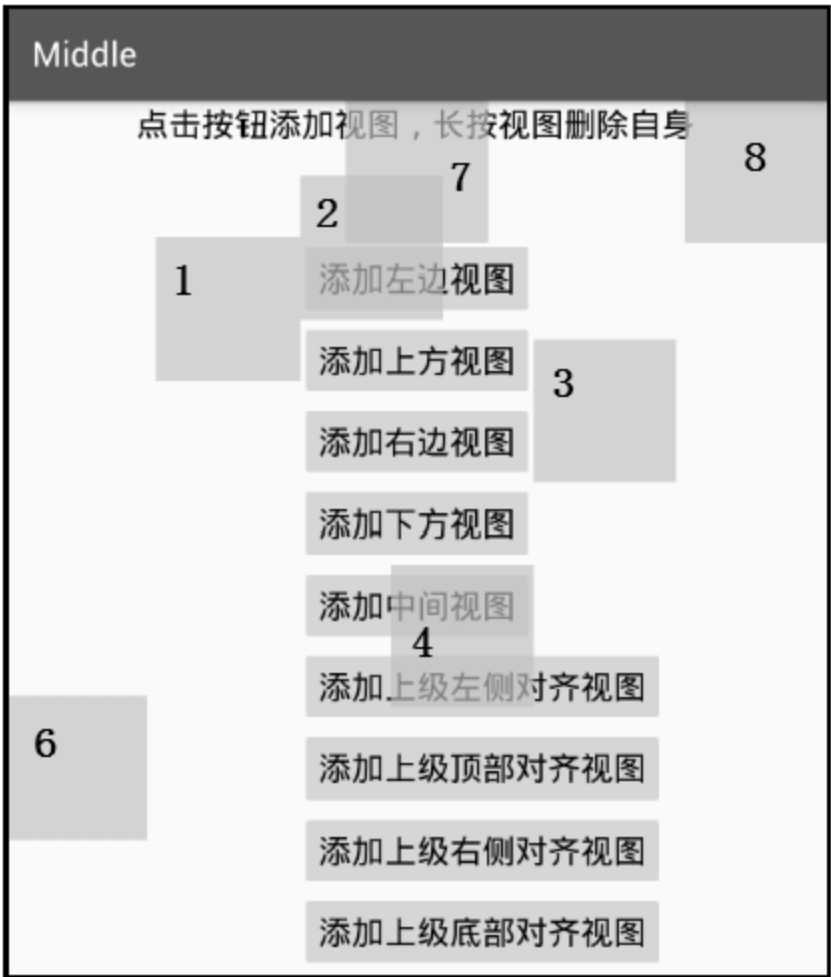 Middle
点击按钮添加视图，长按视图删除自身
7
8
2
1
添加左边视图
添加上方视图
3
添加右边视图
添加下方视图
添加中间视图
4
添加上级左侧对齐视图
6
添加上级顶部对齐视图
添加上级右侧对齐视图
添加上级底部对齐视图